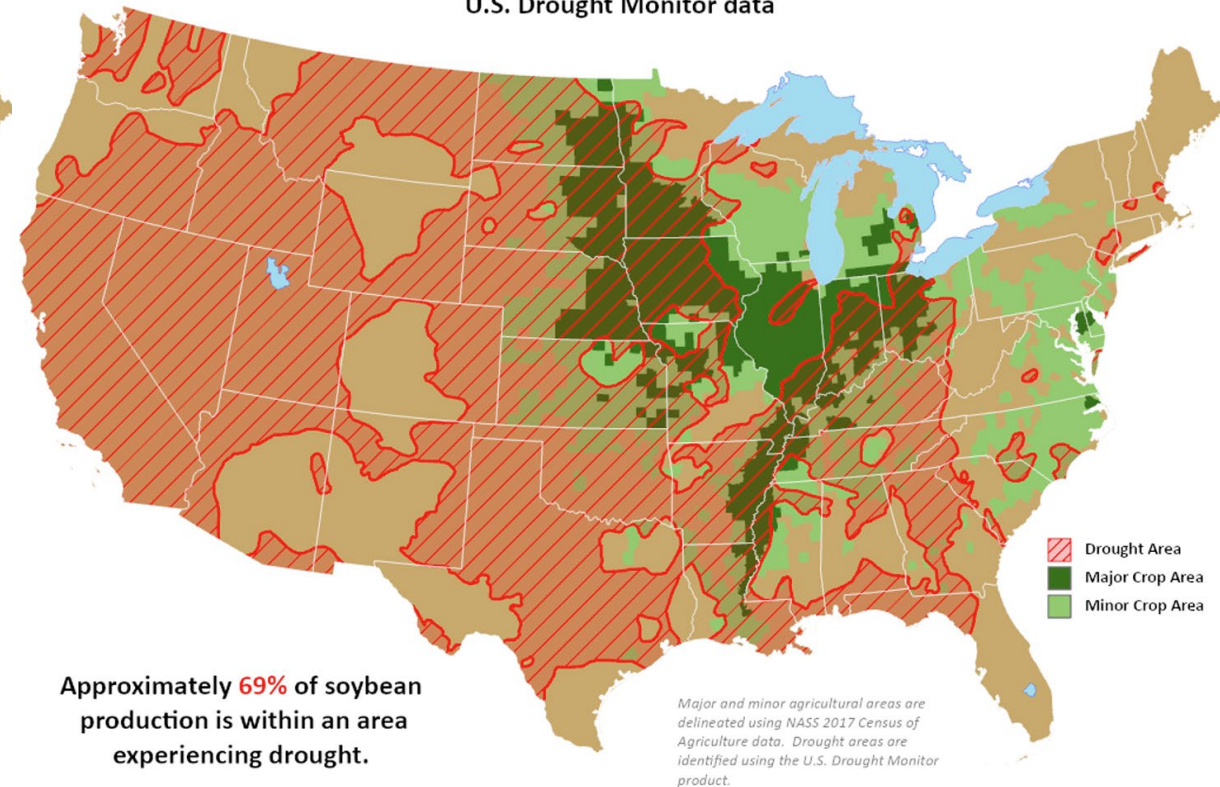 U.S. Drought Monitor data
Drought Area
Major Crop Area
Minor Crop Area
Approximately 69% of soybean
production is within an area
experiencing drought.
Major and minor agricultural areas are
delineated using NASS 2017 Census of
Agriculture data. Drought areas are
identified using the U.S. Drought Monitor
product.